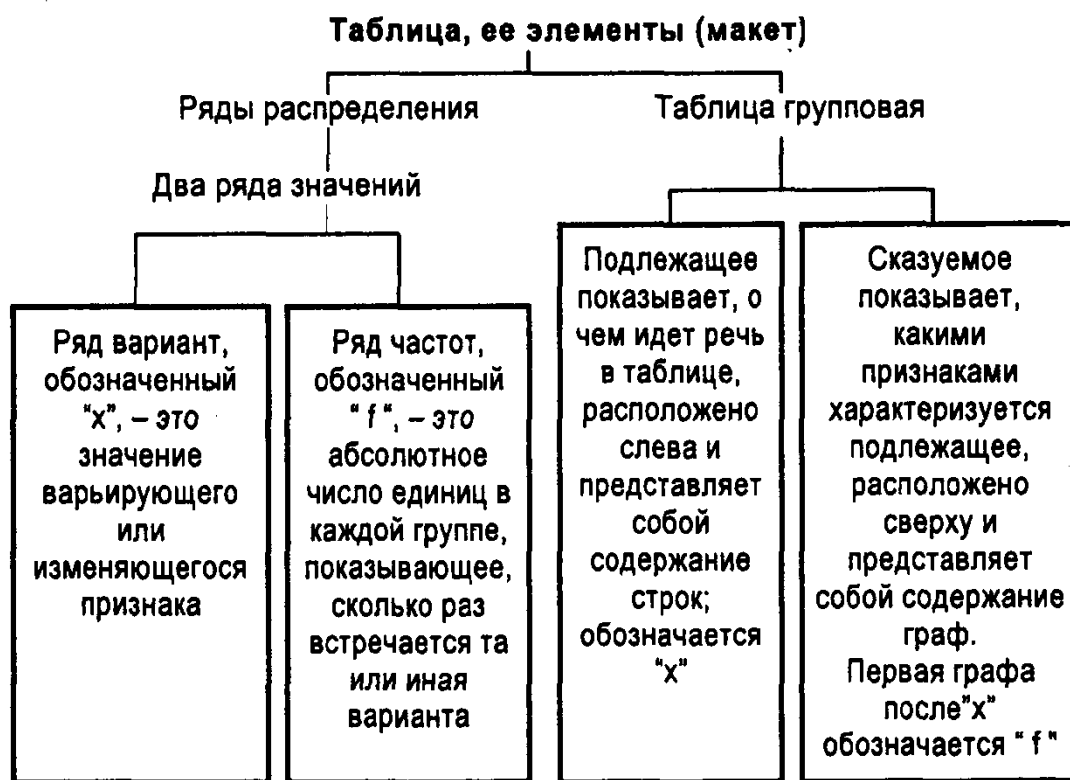 Таблица, ее элементы (макет)
Ряды распределения
Таблица групповая
Два ряда значений
Ряд вариант,
обозначенный
"х", – это
значение
варьирующего
или
изменяющегося
признака
Ряд частот,
обозначенный
" f ", – это
абсолютное
число единиц в
каждой группе,
показывающее,
сколько раз
встречается та
или иная
варианта
Подлежащее
показывает, о
чем идет речь
в таблице,
расположено
слева и
представляет
собой
содержание
строк;
обозначается
"х"
Сказуемое
показывает,
какими
признаками
характеризуется
подлежащее,
расположено
сверху и
представляет
собой содержание
граф.
Первая графа
после"х"
обозначается " f "